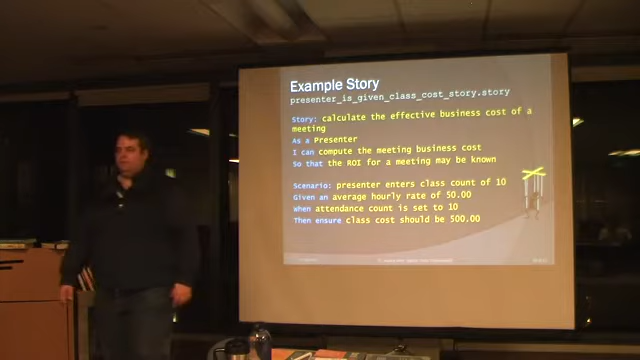 Example Story
presenter_is_given_class_cost_story.story
Story: calculate the effective business cost of a
meeting
As a Presenter
I can compute the meeting business cost
So that the ROI for a meeting may be known
Scenario: presenter enters class count of 10
Given an average hourly rate of 50.00
When attendance count is set to 10
Then ensure class cost should be 500.00